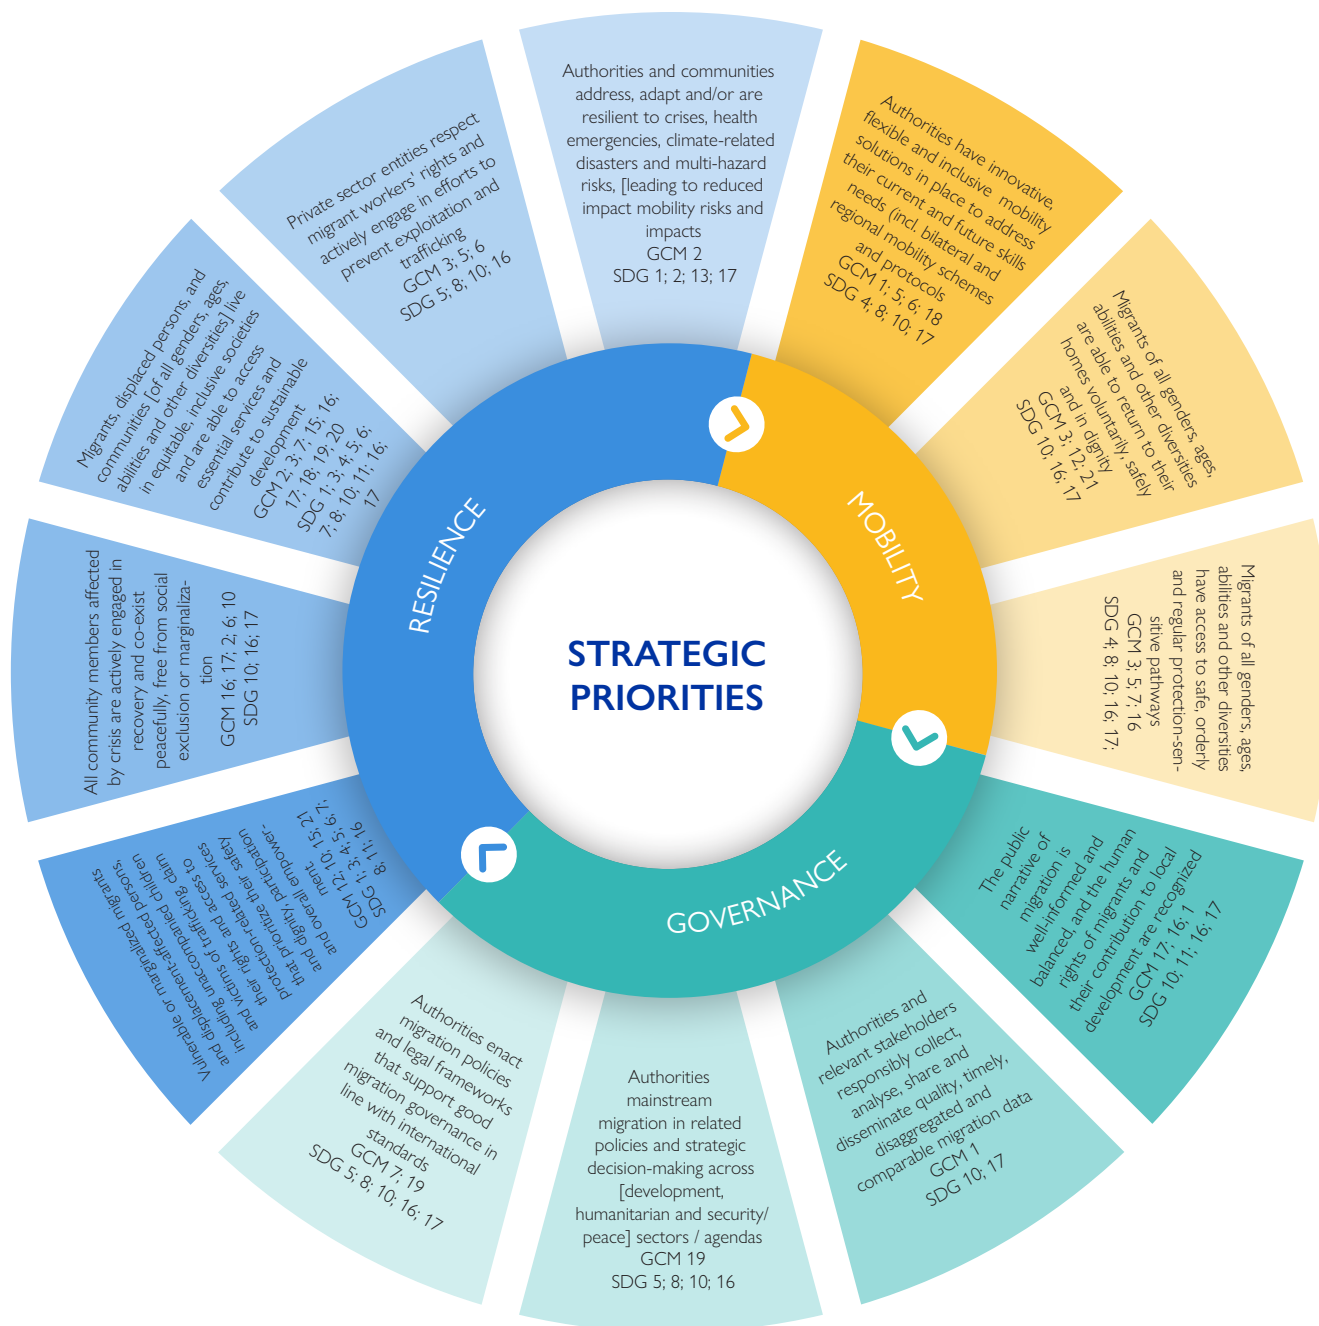 STRATEGIC
PRIORITIES
RESILIENCE
MOBILITY
GOVERNANCE
Authorities and communities
address, adapt and/or are
resilient to crises, health
emergencies, climate-related
disasters and multi-hazard
risks, [leading to reduced
impact mobility risks and
impacts
GCM 2
SDG 1; 2; 13; 17
Authorities have innovative,
flexible and inclusive mobility
solutions in place to address
their current and future skills
needs (incl. bilateral and
regional mobility schemes
and protocols
GCM 1; 5; 6; 18
SDG 4; 8; 10; 17
Migrants of all genders, ages,
abilities and other diversities
are able to return to their
homes voluntarily, safely
and in dignity
GCM 3; 12; 21
SDG 10; 16; 17
Migrants of all genders, ages,
abilities and other diversities
have access to safe, orderly
and regular protection-sen-
sitive pathways
GCM 3; 5; 7; 16
SDG 4; 8; 10; 16; 17;
The public
narrative of
migration is
well-informed and
balanced, and the human
rights of migrants and
their contribution to local
development are recognized
GCM 17; 16; 1
SDG 10; 11; 16; 17
Authorities and
relevant stakeholders
responsibly collect,
analyse, share and
disseminate quality, timely,
disaggregated and
comparable migration data
GCM 1
SDG 10; 17
Authorities
mainstream
migration in related
policies and strategic
decision-making across
[development,
humanitarian and security/
peace] sectors / agendas
GCM 19
SDG 5; 8; 10; 16
Authorities enact
migration policies
and legal frameworks
that support good
migration governance in
line with international
standards
GCM 7; 19
SDG 5; 8; 10; 16; 17
Vulnerable or marginalized migrants
and displacement-affected persons,
including unaccompanied children
and victims of trafficking claim
their rights and access to
protection-related services
that prioritize their safety
and dignity, participation
and overall empower-
ment
GCM 12; 10; 15; 21
SDG 1; 3; 4; 5; 6; 7;
8; 11; 16
All community members affected
by crisis are actively engaged in
recovery and co-exist
peacefully, free from social
exclusion or marginaliza-
tion
GCM 16; 17; 2; 6; 10
SDG 10; 16; 17
Migrants, displaced persons, and
communities [of all genders, ages,
abilities and other diversities] live
in equitable, inclusive societies
and are able to access
essential services and
contribute to sustainable
development
GCM 2; 3; 7; 15; 16;
17; 18; 19; 20
SDG 1; 3; 4; 5; 6;
7; 8; 10; 11; 16;
17
Private sector entities respect
migrant workers' rights and
actively engage in efforts to
prevent exploitation and
trafficking
GCM 3; 5; 6
SDG 5; 8; 10; 16